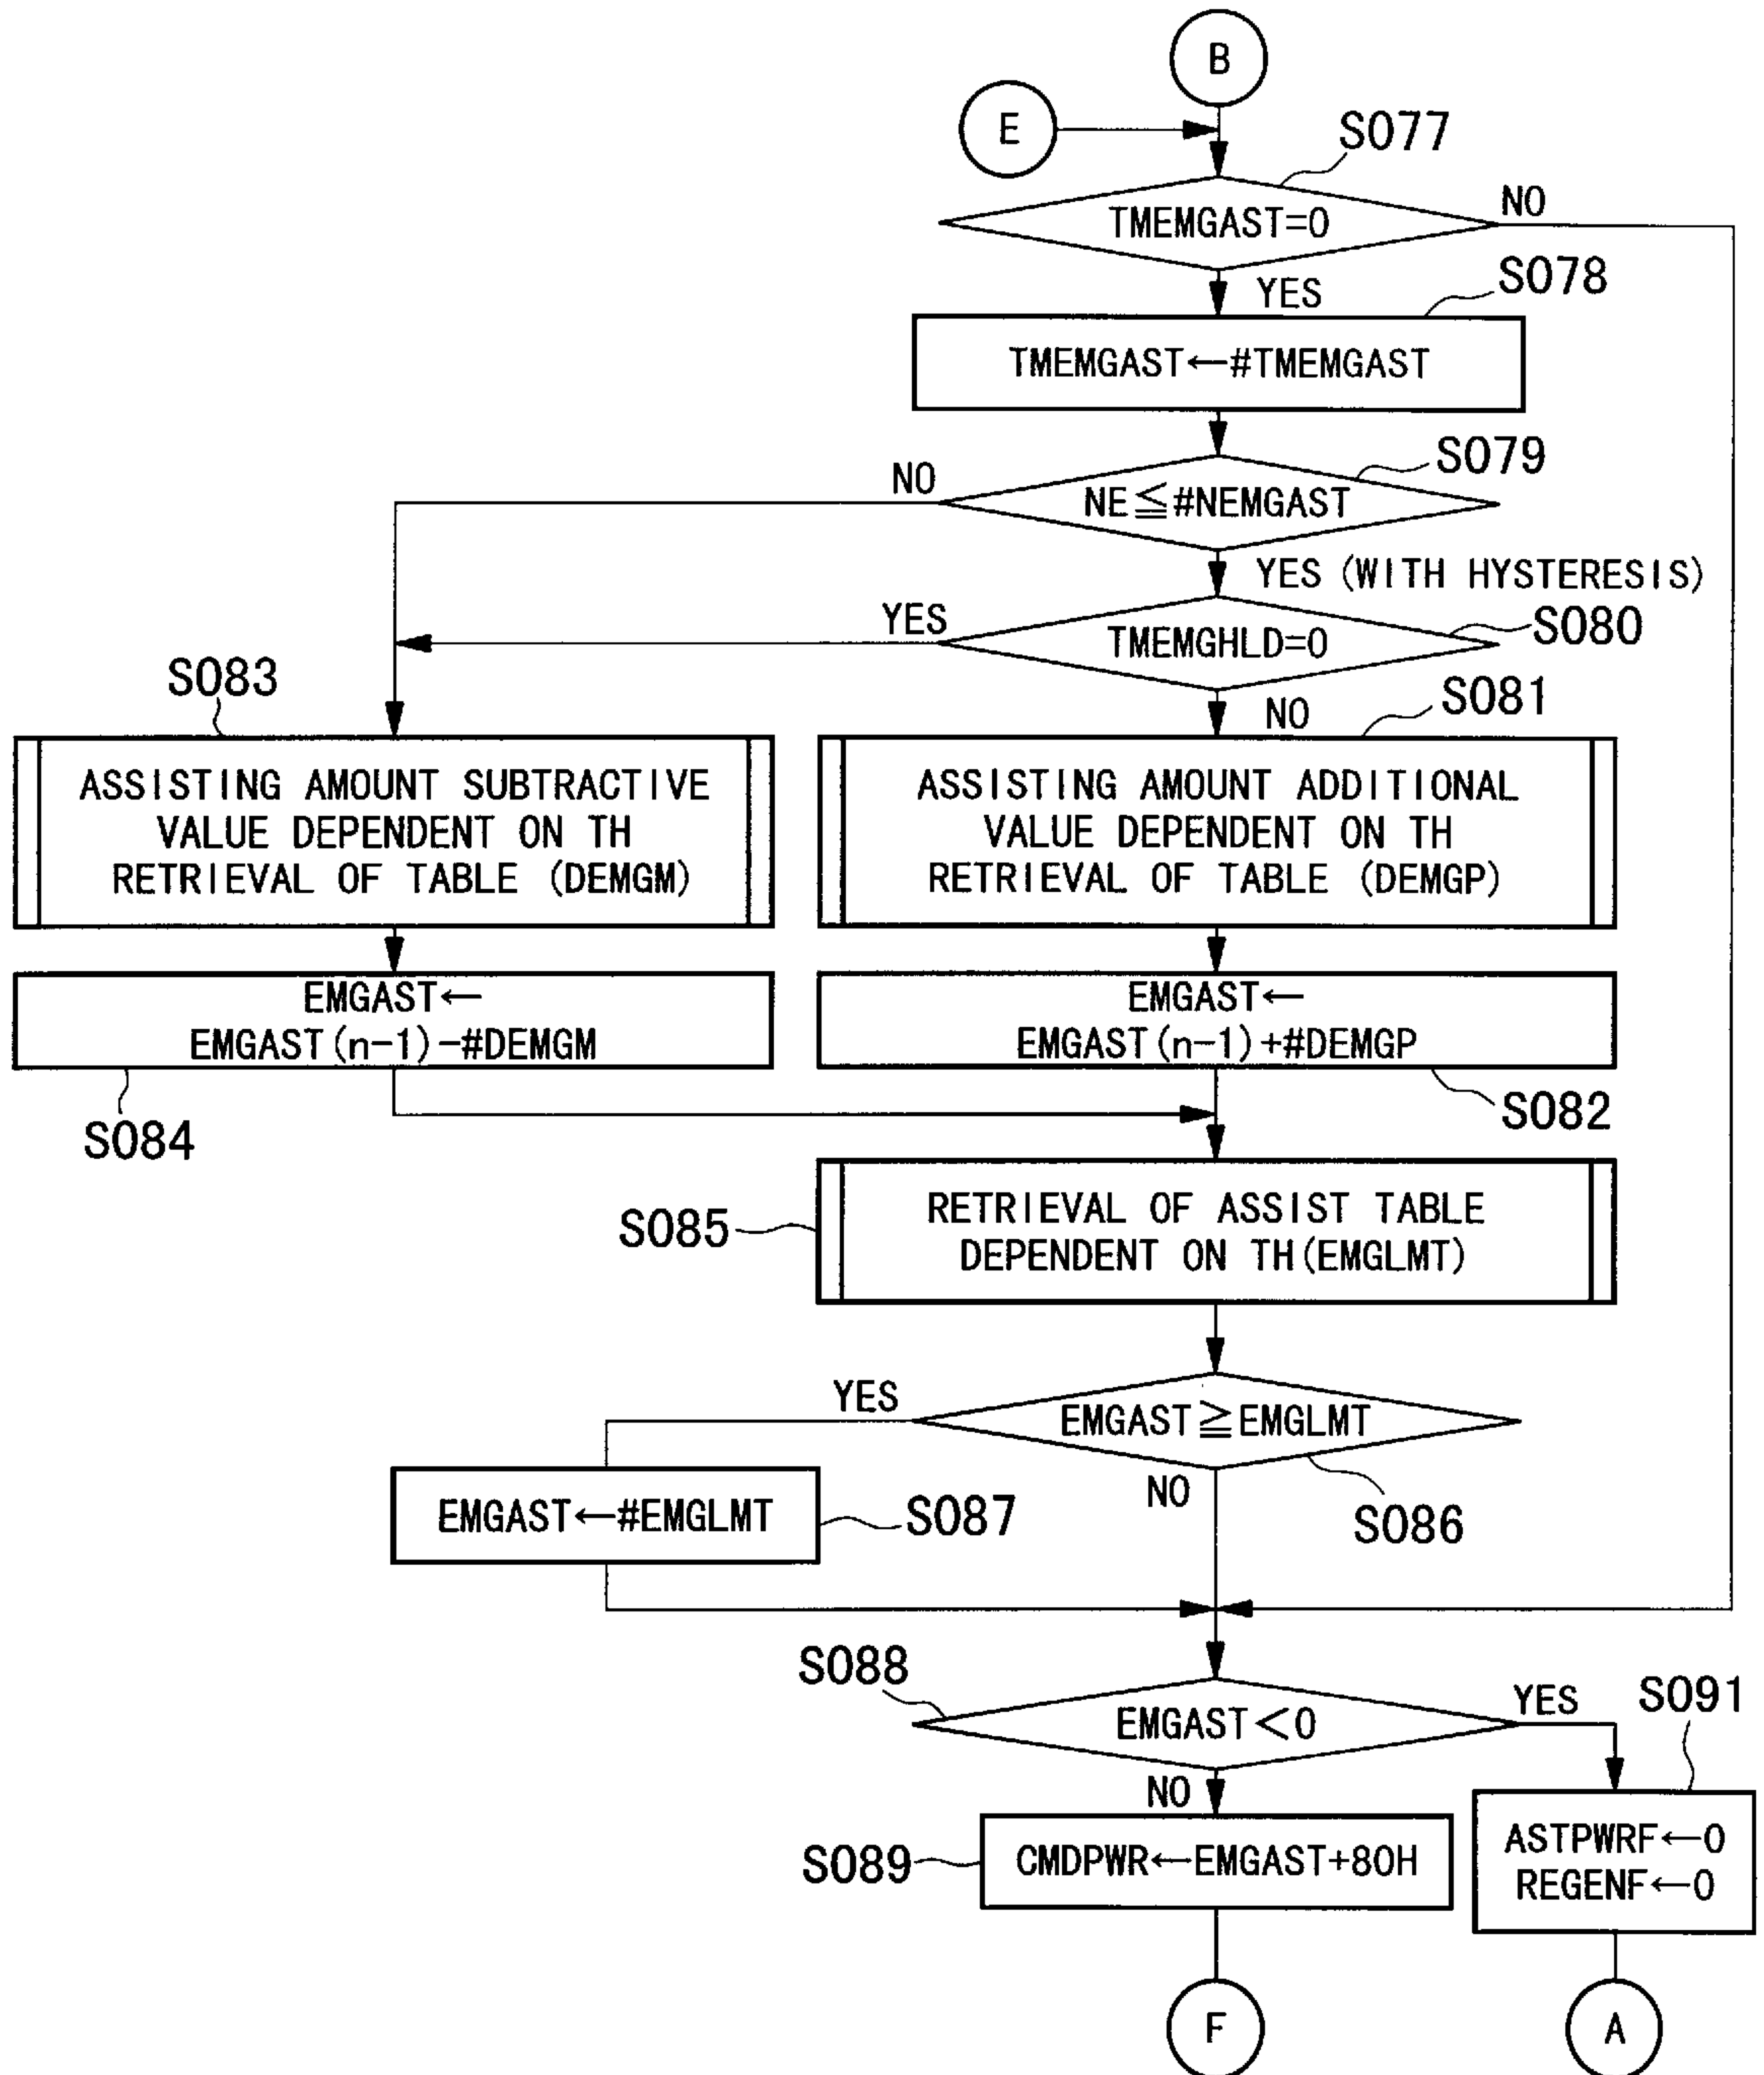 B
E
S077
TMEMGAST=0
NO
YES
S078
TMEMGAST←#TMEMGAST
S079
NO
NE≦#NEMGAST
YES (WITH HYSTERESIS)
YES
TMEMGHLD=0
S080
S083
NO
S081
ASSISTING AMOUNT SUBTRACTIVE
VALUE DEPENDENT ON TH
RETRIEVAL OF TABLE (DEMGM)
ASSISTING AMOUNT ADDITIONAL
VALUE DEPENDENT ON TH
RETRIEVAL OF TABLE (DEMGP)
EMGAST←
EMGAST(n-1)-#DEMGM
EMGAST←
EMGAST(n-1)+#DEMGP
S084
S082
S085
RETRIEVAL OF ASSIST TABLE
DEPENDENT ON TH(EMGLMT)
YES
EMGAST≧EMGLMT
NO
S086
EMGAST←#EMGLMT
S087
S088
EMGAST<0
YES
S091
NO
S089
CMDPWR←EMGAST+80H
ASTPWRF←0
REGENF←0
F
A